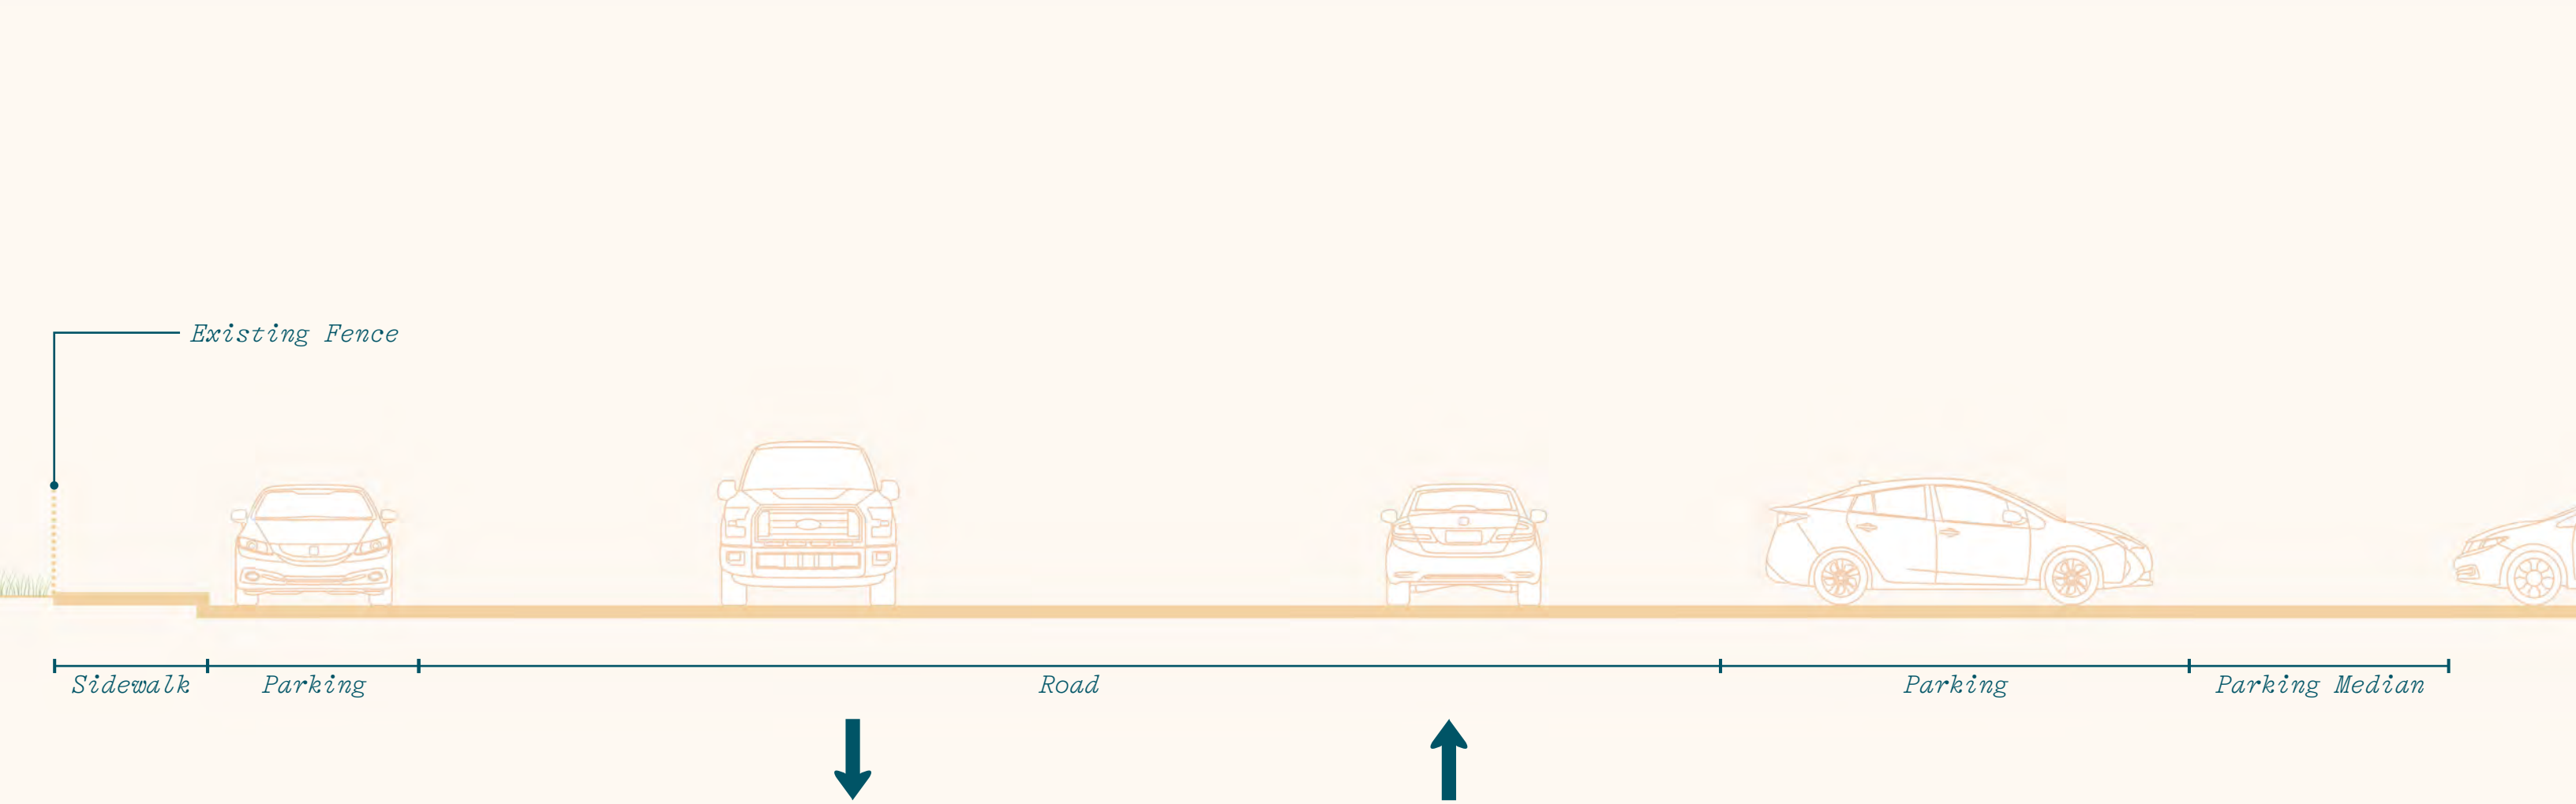 Existing Fence
Sidewalk
Parking
Road
Parking
Parking Median